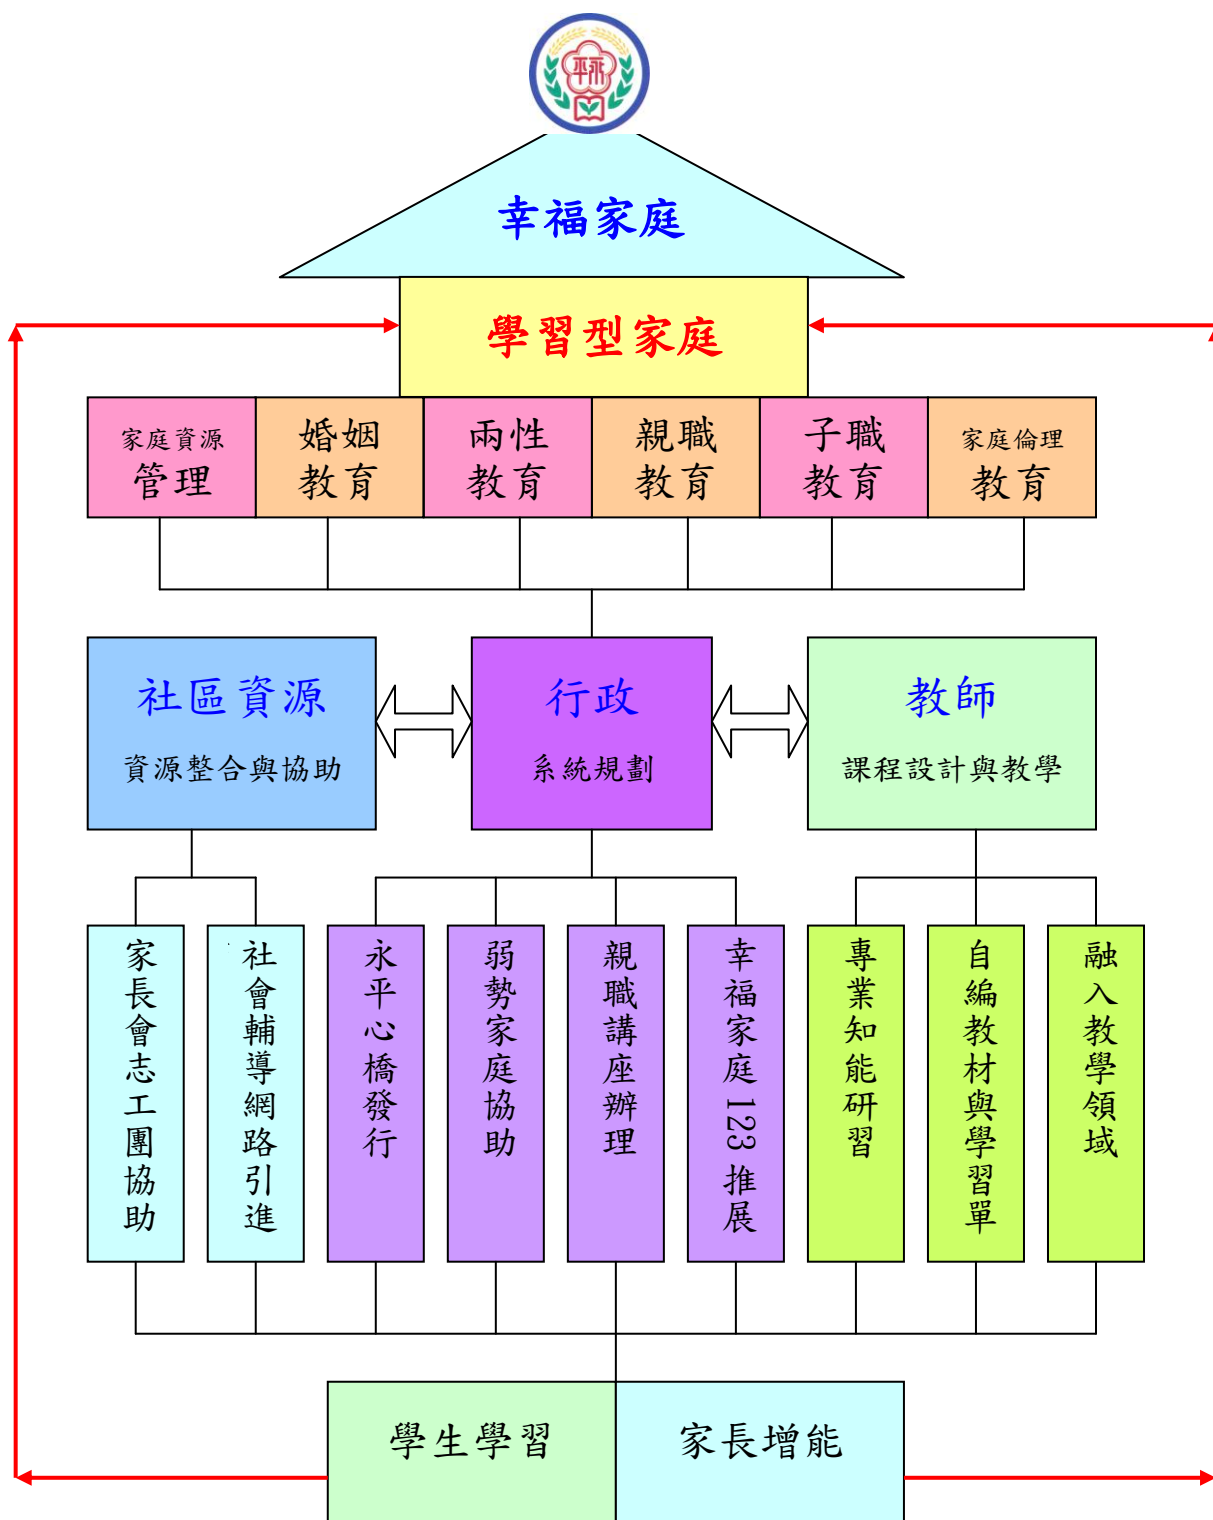 永平
幸福家庭
學習型家庭
家庭資源
管理
婚姻
教育
兩性
教育
親職
教育
子職
教育
家庭倫理
教育
社區資源
資源整合與協助
行政
系統規劃
教師
課程設計與教學
家長會志工團協助
社會輔導網路引進
永平心橋發行
弱勢家庭協助
親職講座辦理
幸福家庭123推展
專業知能研習
自編教材與學習單
融入教學領域
學生學習
家長增能